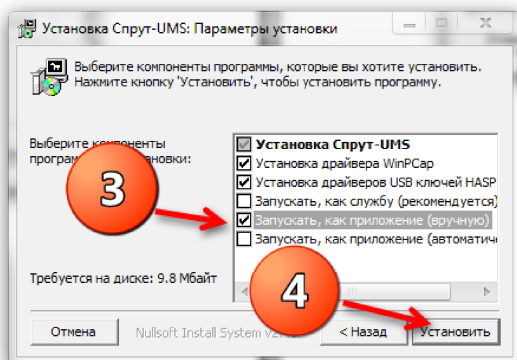 Установка Спрут-UMS: Параметры установки
Выберите компоненты программы, которые вы хотите установить.
Нажмите кнопку 'Установить', чтобы установить программу.
Выберите компоненты
установки:
Установка Спрут-UMS
Установка драйвера WinPCap
Установка драйверов USB ключей HASP
Запускать, как службу (рекомендуется)
Запускать, как приложение (вручную)
Запускать, как приложение
3
Требуется на диске: 9.8 Мбайт
4
Отмена
Nullsoft Install System
< Назад
Установить